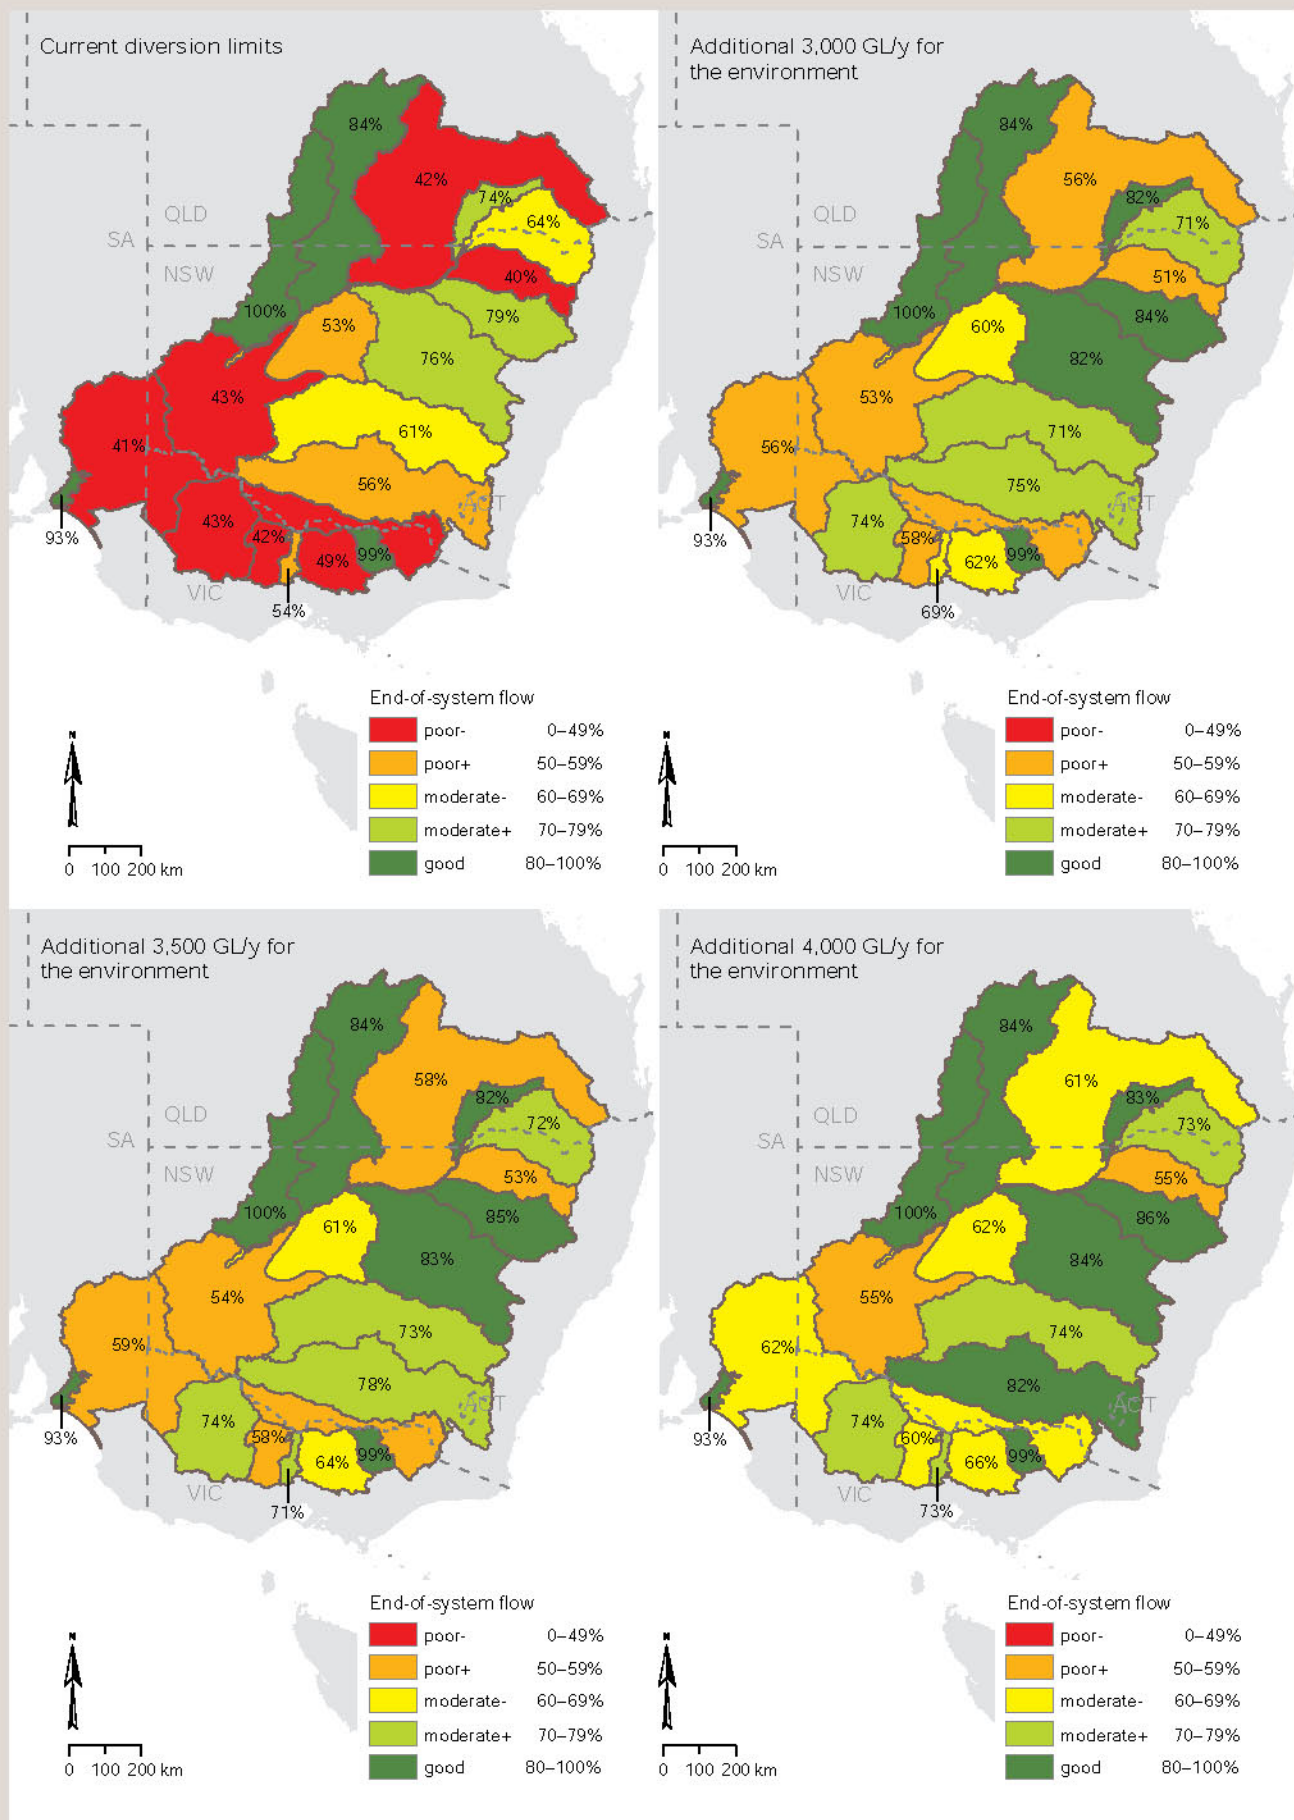 Current diversion limits
84%
42%
74%
64%
QLD
SA
NSW
40%
100%
53%
79%
76%
43%
61%
41%
56%
ACT
93%
43%
42%
49%
99%
VIC
54%
End-of-system flow
poor- 0–49%
poor+ 50–59%
moderate- 60–69%
moderate+ 70–79%
good 80–100%
N
0 100 200 km
Additional 3,000 GL/y for
the environment
84%
56%
82%
71%
QLD
SA
NSW
51%
100%
60%
84%
82%
53%
71%
56%
75%
ACT
93%
74%
58%
62%
99%
VIC
69%
End-of-system flow
poor- 0–49%
poor+ 50–59%
moderate- 60–69%
moderate+ 70–79%
good 80–100%
N
0 100 200 km
Additional 3,500 GL/y for
the environment
84%
58%
82%
72%
QLD
SA
NSW
53%
100%
61%
85%
83%
54%
73%
59%
78%
ACT
93%
74%
58%
64%
99%
VIC
71%
End-of-system flow
poor- 0–49%
poor+ 50–59%
moderate- 60–69%
moderate+ 70–79%
good 80–100%
N
0 100 200 km
Additional 4,000 GL/y for
the environment
84%
61%
83%
73%
QLD
SA
NSW
55%
100%
62%
86%
84%
55%
74%
62%
82%
ACT
93%
74%
60%
66%
99%
VIC
73%
End-of-system flow
poor- 0–49%
poor+ 50–59%
moderate- 60–69%
moderate+ 70–79%
good 80–100%
N
0 100 200 km